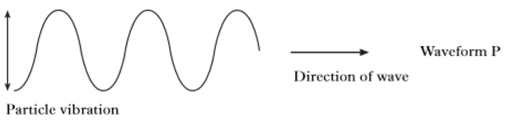 Waveform P
Direction of wave
Particle vibration